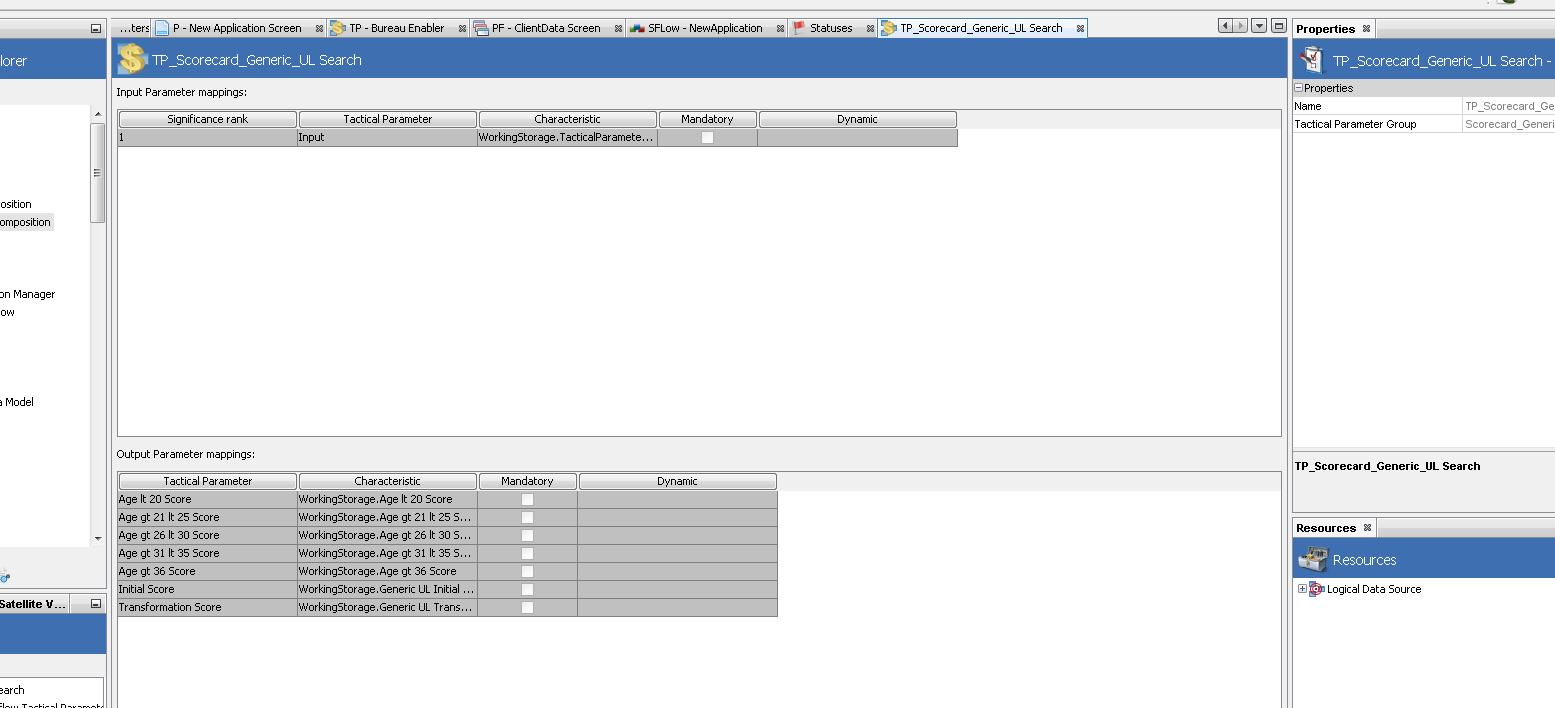 ...ters
P - New Application Screen
TP - Bureau Enabler
PF - ClientData Screen
SFLow - NewApplication
Statuses
TP_Scorecard_Generic_UL Search
Properties
lorer
TP_Scorecard_Generic_UL Search
TP_Scorecard_Generic_UL Search -
Input Parameter mappings:
Properties
Name TP_Scorecard_Ge
Tactical Parameter Group Scorecard_Generi
Significance rank Tactical Parameter Characteristic Mandatory Dynamic
1 Input WorkingStorage.TacticalParamete...
osition
omposition
on Manager
ow
a Model
Output Parameter mappings:
Tactical Parameter Characteristic Mandatory Dynamic
Age lt 20 Score WorkingStorage.Age lt 20 Score
Age gt 21 lt 25 Score WorkingStorage.Age gt 21 lt 25 S...
Age gt 26 lt 30 Score WorkingStorage.Age gt 26 lt 30 S...
Age gt 31 lt 35 Score WorkingStorage.Age gt 31 lt 35 S...
Age gt 36 Score WorkingStorage.Age gt 36 Score
Initial Score WorkingStorage.Generic UL Initial ...
Transformation Score WorkingStorage.Generic UL Trans...
TP_Scorecard_Generic_UL Search
Resources
Resources
Logical Data Source
Satellite V...
earch
flow Tactical Paramete